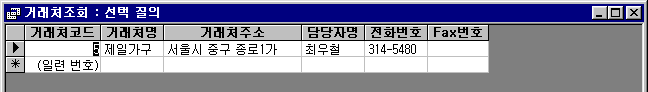 거래처조회 : 선택 질의
거래처코드 거래처명 거래처주소 담당자명 전화번호 Fax번호
5 제일가구 서울시 중구 종로1가 최우철 314-5480
(일련 번호)